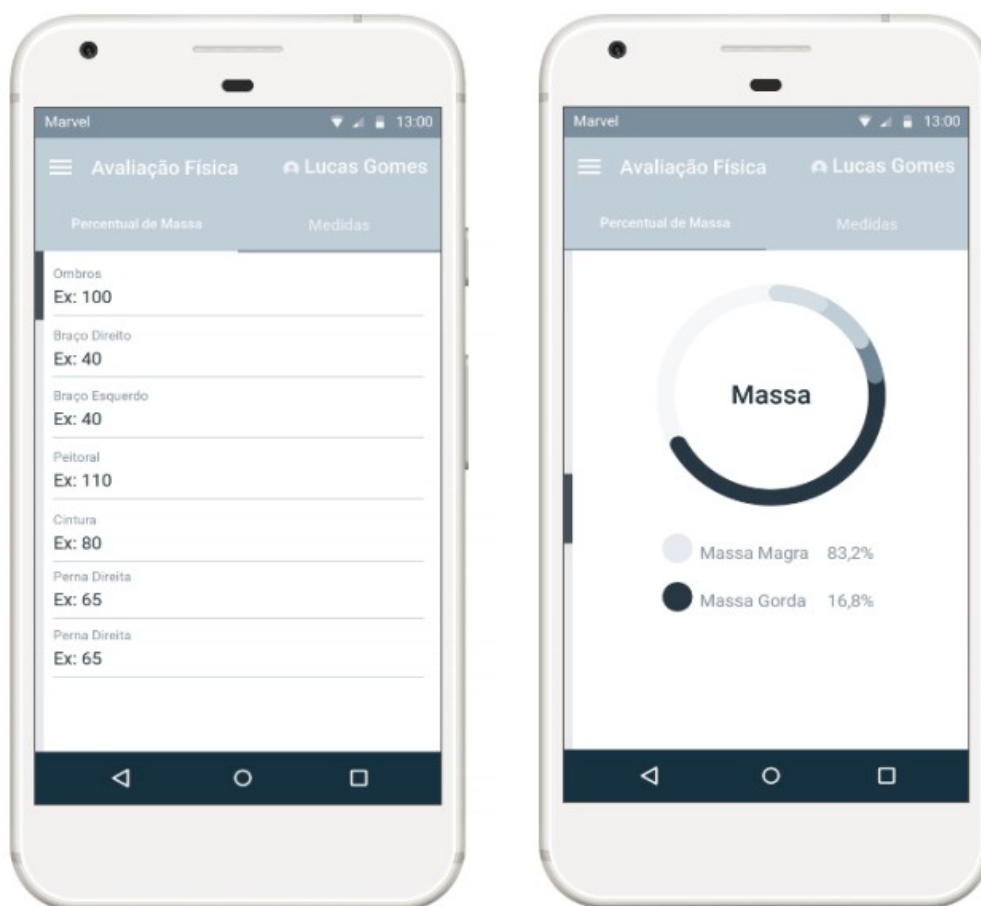 Marvel 13:00
Avaliação Física Lucas Gomes
Percentual de Massa Medidas
Ombros
Ex: 100
Braço Direito
Ex: 40
Braço Esquerdo
Ex: 40
Peitoral
Ex: 110
Cintura
Ex: 80
Perna Direita
Ex: 65
Perna Direita
Ex: 65
Marvel 13:00
Avaliação Física Lucas Gomes
Percentual de Massa Medidas
Massa
Massa Magra 83,2%
Massa Gorda 16,8%